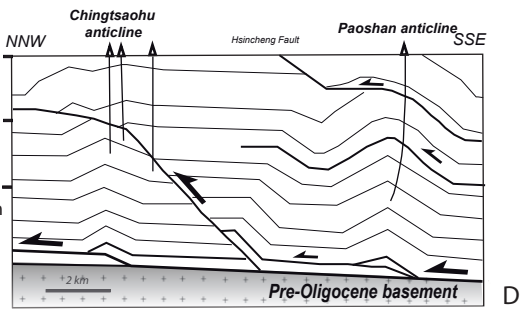 Chingtsaohu
anticline
Paoshan anticline
NNW
Hsincheng Fault
SSE
2 km
Pre-Oligocene basement
D